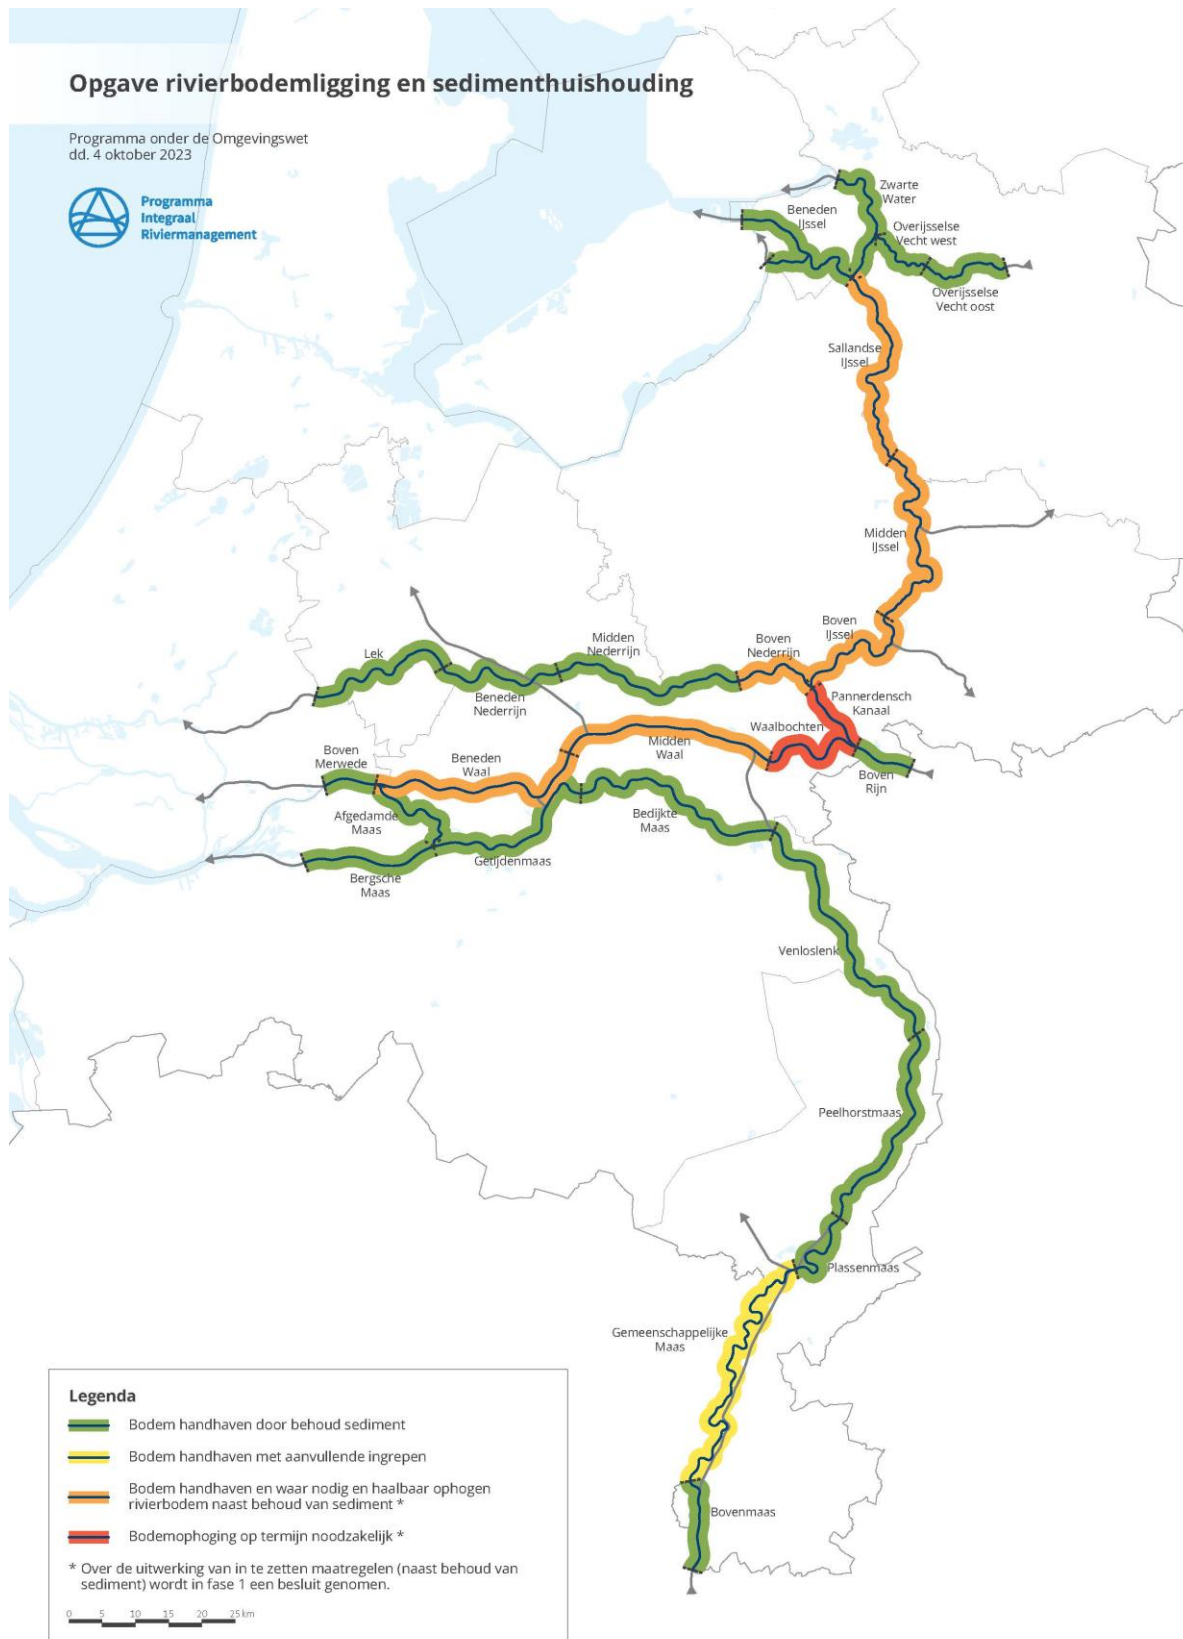 Opgave rivierbodemligging en sedimenthuishouding
Programma onder de Omgevingswet
dd. 4 oktober 2023
Programma
Integraal
Riviermanagement
Zwarte
Water
Beneden
IJssel
Overijsselse
Vecht west
Overijsselse
Vecht oost
Sallandse
IJssel
Midden
IJssel
Boven
IJssel
Boven
Nederrijn
Midden
Nederrijn
Lek
Beneden
Nederrijn
Pannerdensch
Kanaal
Waalbochten
Midden
Waal
Boven
Rijn
Beneden
Waal
Boven
Merwede
Afgedamde
Maas
Bedijkte
Maas
Getijdenmaas
Bergsche
Maas
Venloslenk
Peelhorstmaas
Plassenmaas
Gemeenschappelijke
Maas
Bovenmaas
Legenda
Bodem handhaven door behoud sediment
Bodem handhaven met aanvullende ingrepen
Bodem handhaven en waar nodig en haalbaar ophogen
rivierbodem naast behoud van sediment *
Bodemophoging op termijn noodzakelijk *
* Over de uitwerking van in te zetten maatregelen (naast behoud van
sediment) wordt in fase 1 een besluit genomen.
0 5 10 15 20 25 km